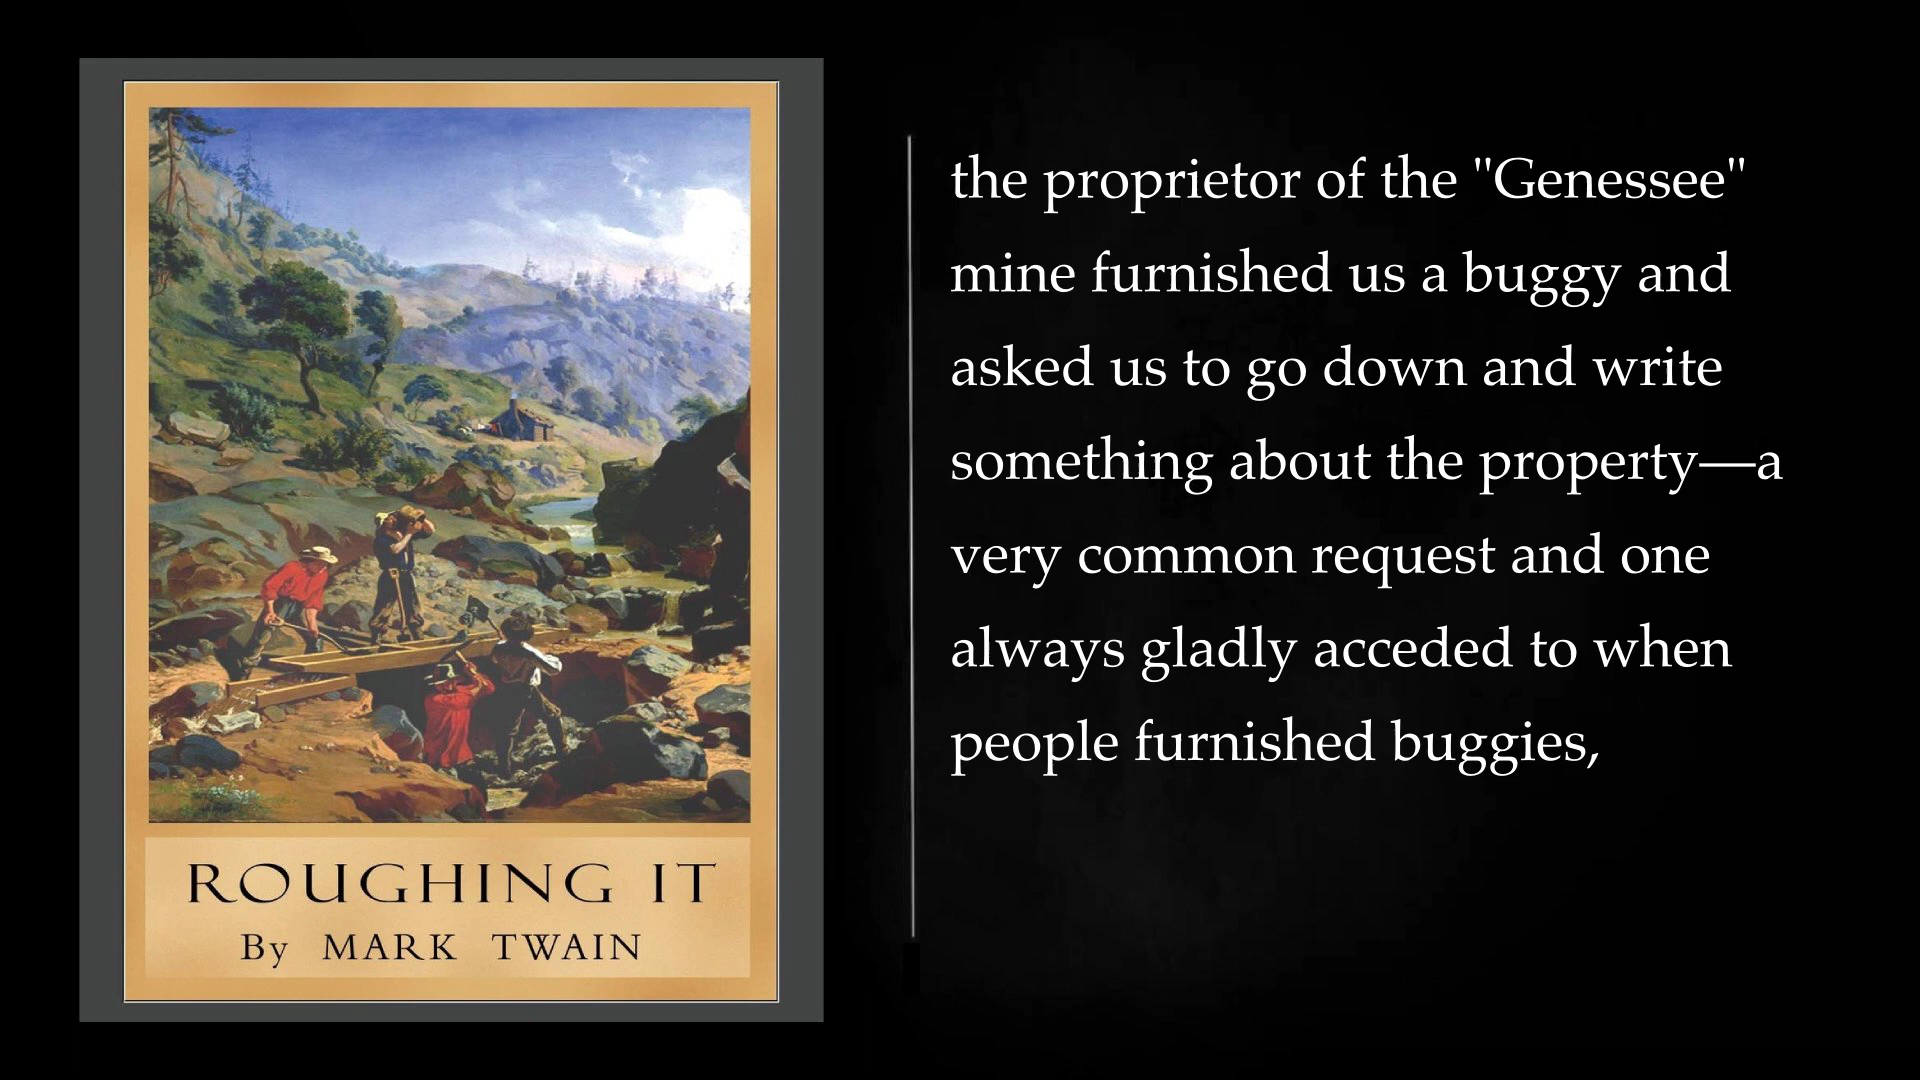 ROUGHING IT
By MARK TWAIN
the proprietor of the "Genessee"
mine furnished us a buggy and
asked us to go down and write
something about the property—a
very common request and one
always gladly acceded to when
people furnished buggies,